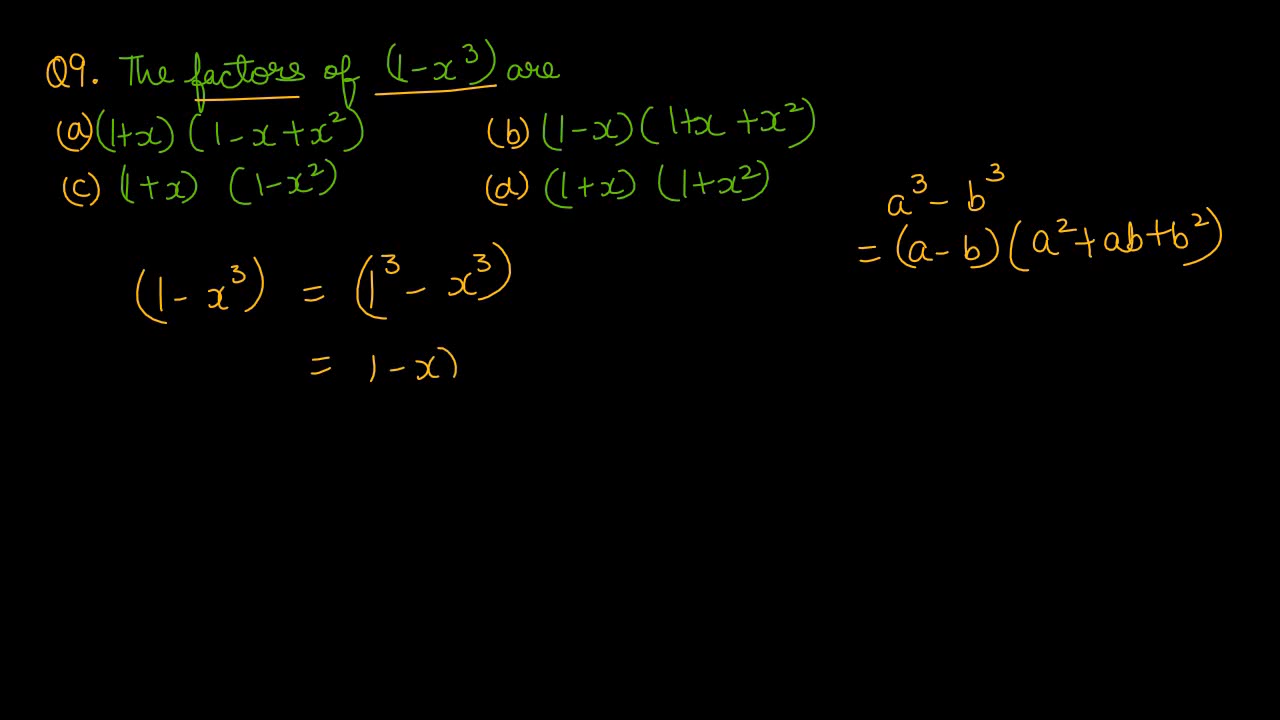 Q9. The factors of (1-x³) are
(a) (1+x) (1-x+x²) (b) (1-x) (1+x+x²)
(c) (1+x) (1-x²) (d) (1+x) (1+x²)
a³-b³
= (a-b) (a²+ab+b²)
(1-x³) = (1³-x³)
= 1-x)